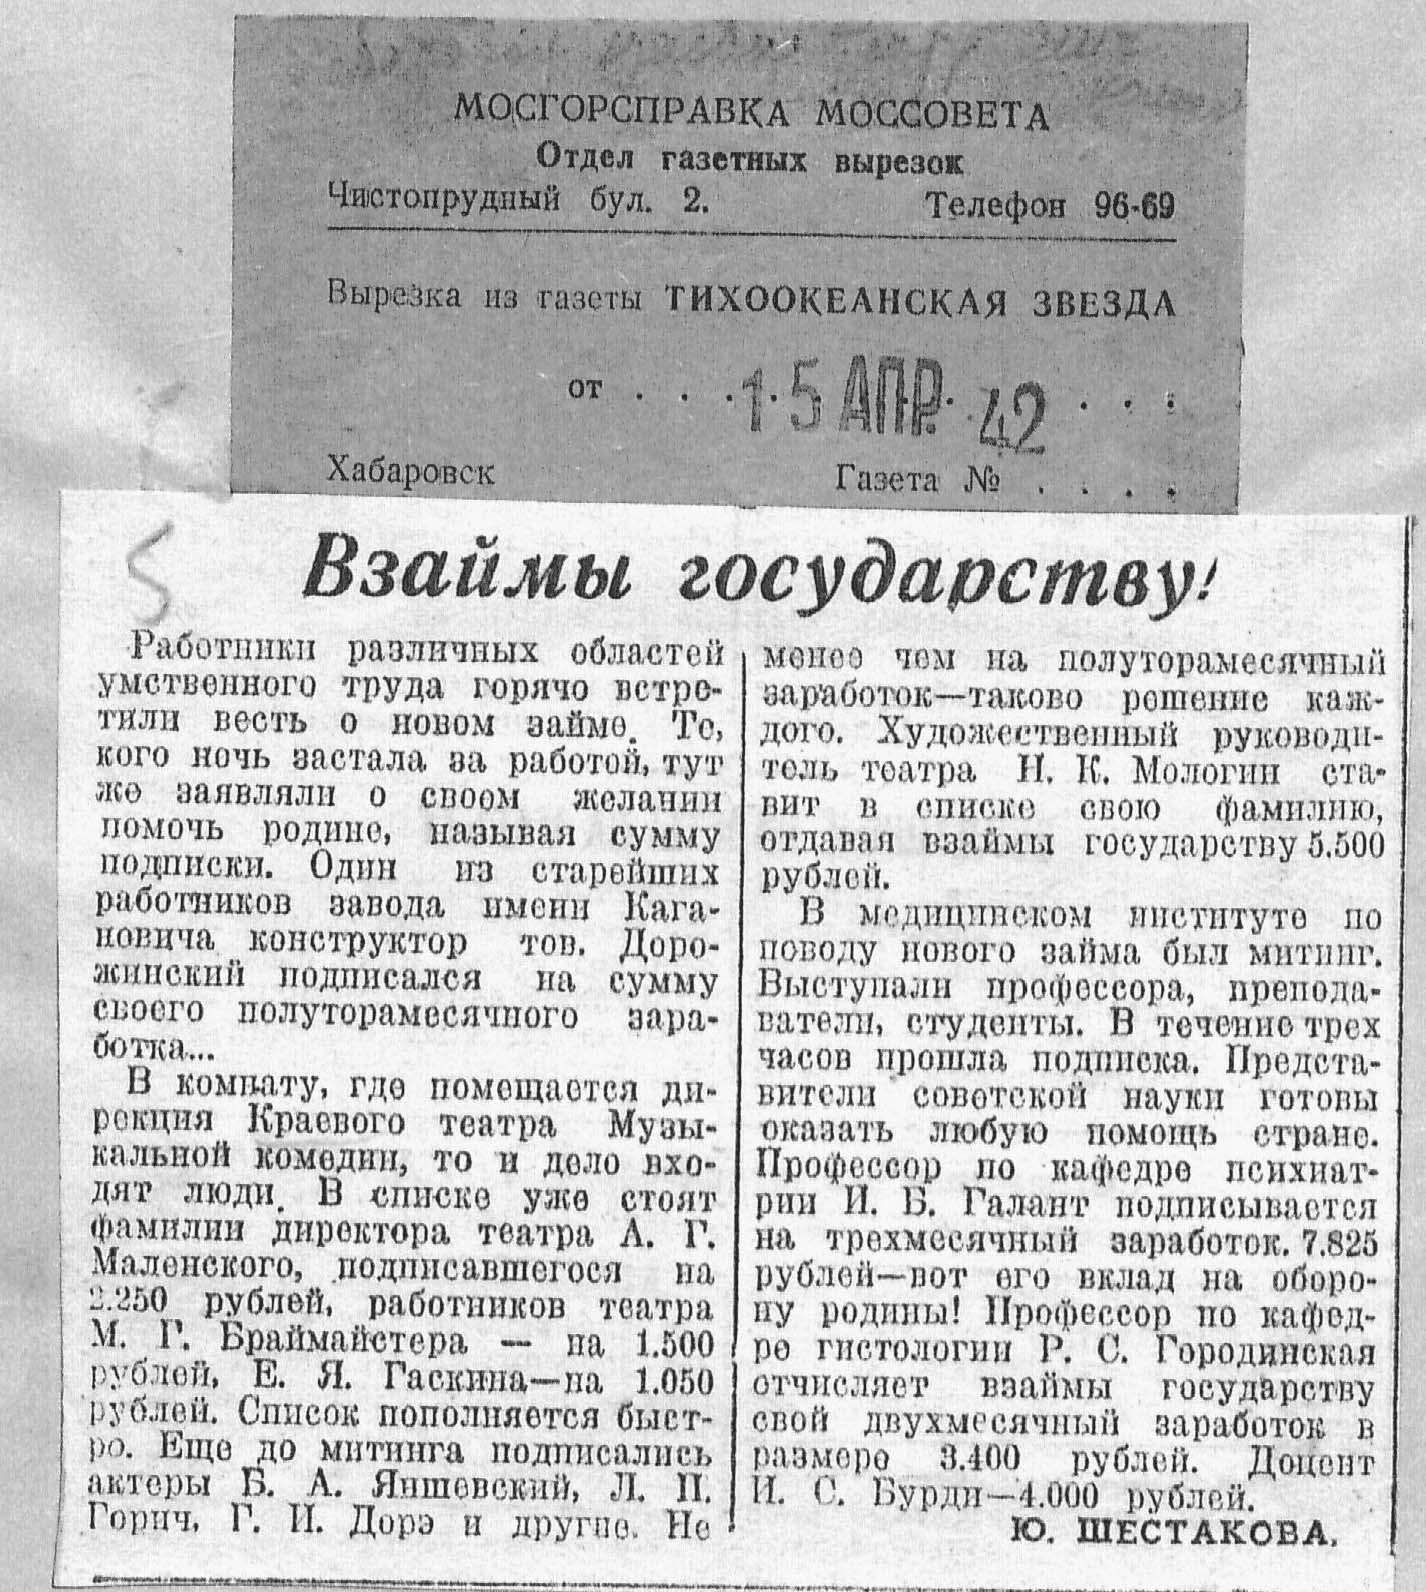 МОСГОРСПРАВКА МОССОВЕТА
Отдел газетных вырезок
Чистопрудный бул. 2. Телефон 96-69
Вырезка из газеты ТИХООКЕАНСКАЯ ЗВЕЗДА
от . . . 15 АПР. 42 . . .
Хабаровск Газета № . . . .
5
Взаймы государству!
Работники различных областей
умственного труда горячо встре-
тили весть о новом займе. Те,
кого ночь застала за работой, тут
же заявляли о своем желании
помочь родине, называя сумму
подписки. Один из старейших
работников завода имени Кага-
новича конструктор тов. Доро-
жинский подписался на сумму
своего полуторамесячного зара-
ботка...
В комнату, где помещается ди-
рекция Краевого театра Музы-
кальной комедии, то и дело вхо-
дят люди. В списке уже стоят
фамилии директора театра А. Г.
Маленского, подписавшегося на
2.250 рублей, работников театра
М. Г. Браймайстера — на 1.500
рублей, Е. Я. Гаскина—на 1.050
рублей. Список пополняется быст-
ро. Еще до митинга подписались
актеры Б. А. Яншевский, Л. П.
Горич, Г. И. Дорэ и другие. Не
менее чем на полуторамесячный
заработок—таково решение каж-
дого. Художественный руководи-
тель театра Н. К. Мологин ста-
вит в списке свою фамилию,
отдавая взаймы государству 5.500
рублей.
В медицинском институте по
поводу нового займа был митинг.
Выступали профессора, препода-
ватели, студенты. В течение трех
часов прошла подписка. Предста-
вители советской науки готовы
оказать любую помощь стране.
Профессор по кафедре психиат-
рии И. Б. Галант подписывается
на трехмесячный заработок. 7.825
рублей—вот его вклад на оборо-
ну родины! Профессор по кафед-
ре гистологии Р. С. Городинская
отчисляет взаймы государству
свой двухмесячный заработок в
размере 3.400 рублей. Доцент
И. С. Бурди—4.000 рублей.
Ю. ШЕСТАКОВА.